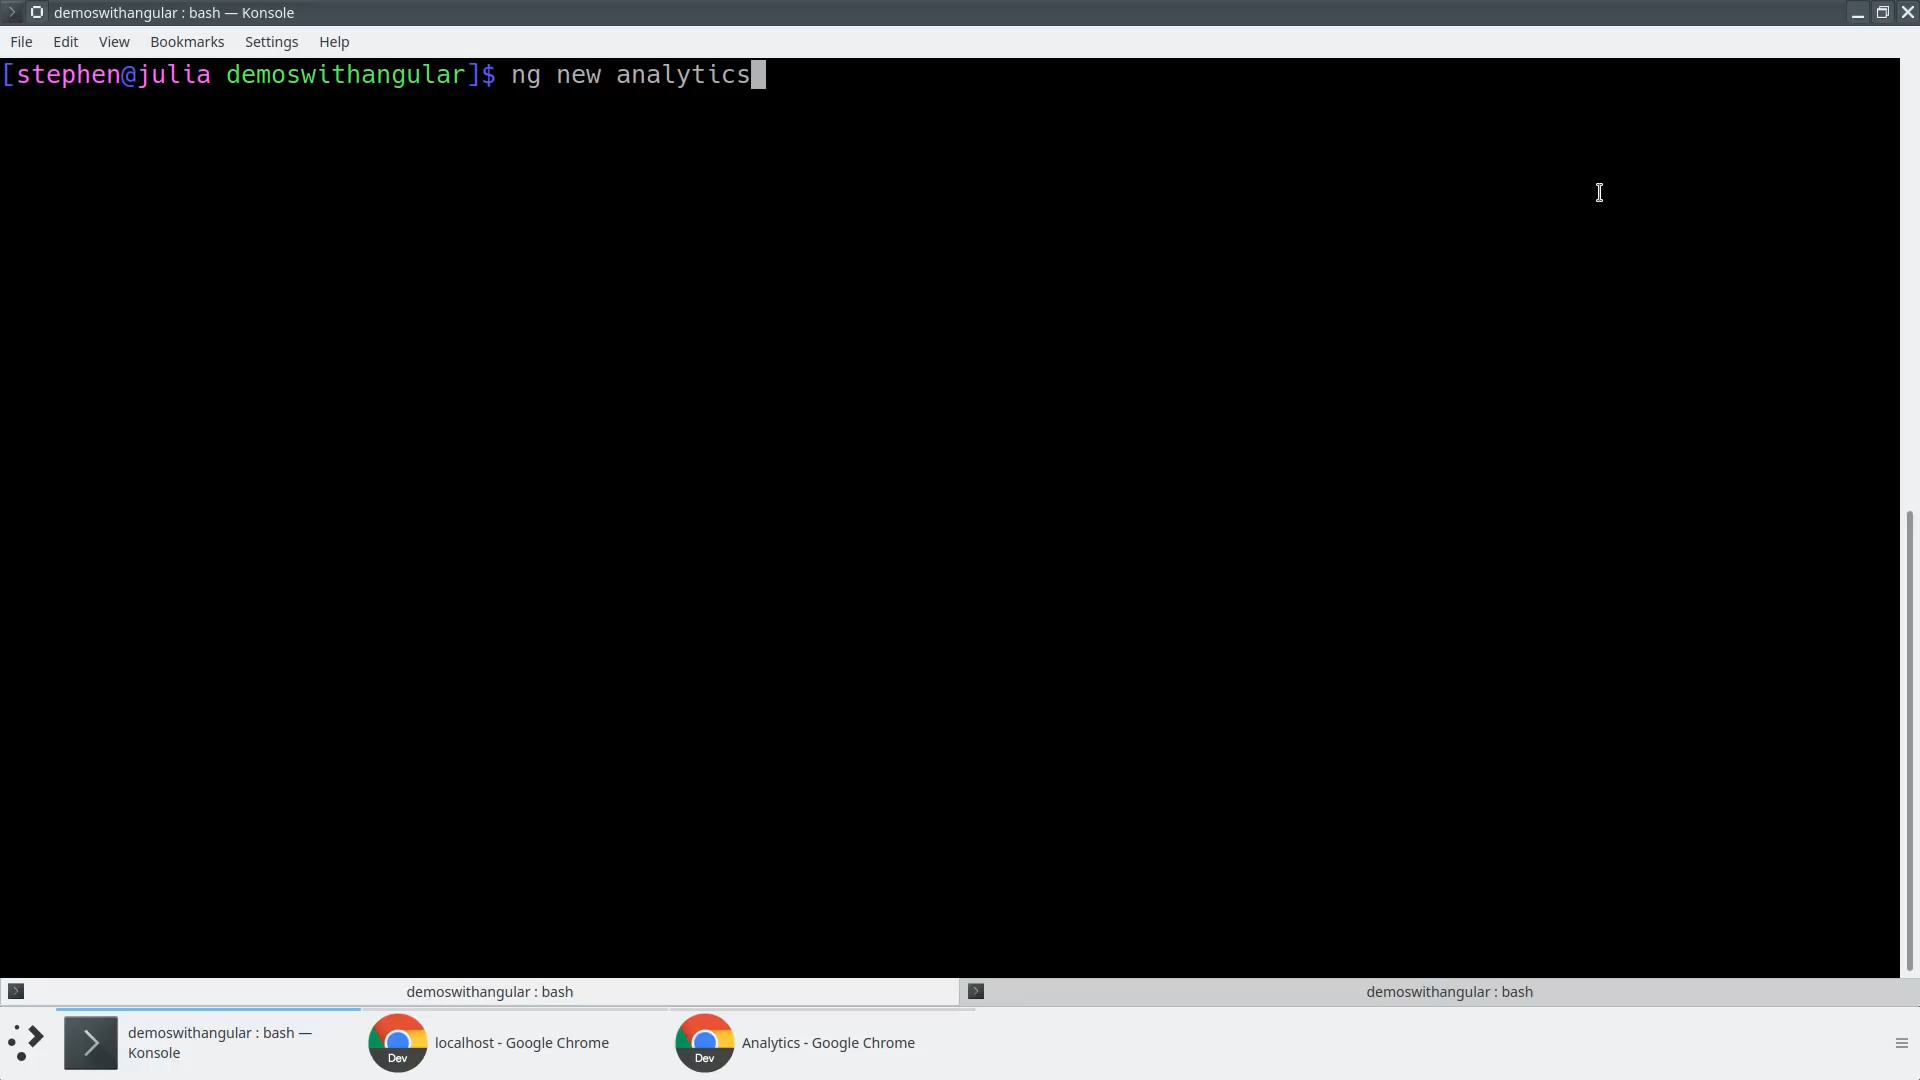 demoswithangular : bash — Konsole
File Edit View Bookmarks Settings Help
[stephen@julia demoswithangular]$ ng new analytics
demoswithangular : bash demoswithangular : bash
demoswithangular : bash —
Konsole
Dev
localhost - Google Chrome
Dev
Analytics - Google Chrome